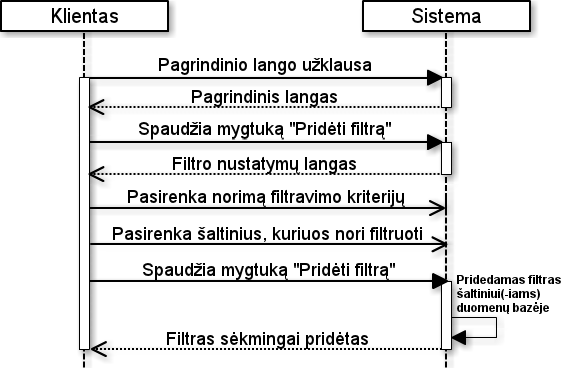 Klientas
Sistema
Pagrindinio lango užklausa
Pagrindinis langas
Spaudžia mygtuką "Pridėti filtrą"
Filtro nustatymų langas
Pasirenka norimą filtravimo kriterijų
Pasirenka šaltinius, kuriuos nori filtruoti
Spaudžia mygtuką "Pridėti filtrą"
Pridedamas filtras
šaltiniui(-iams)
duomenų bazėje
Filtras sėkmingai pridėtas